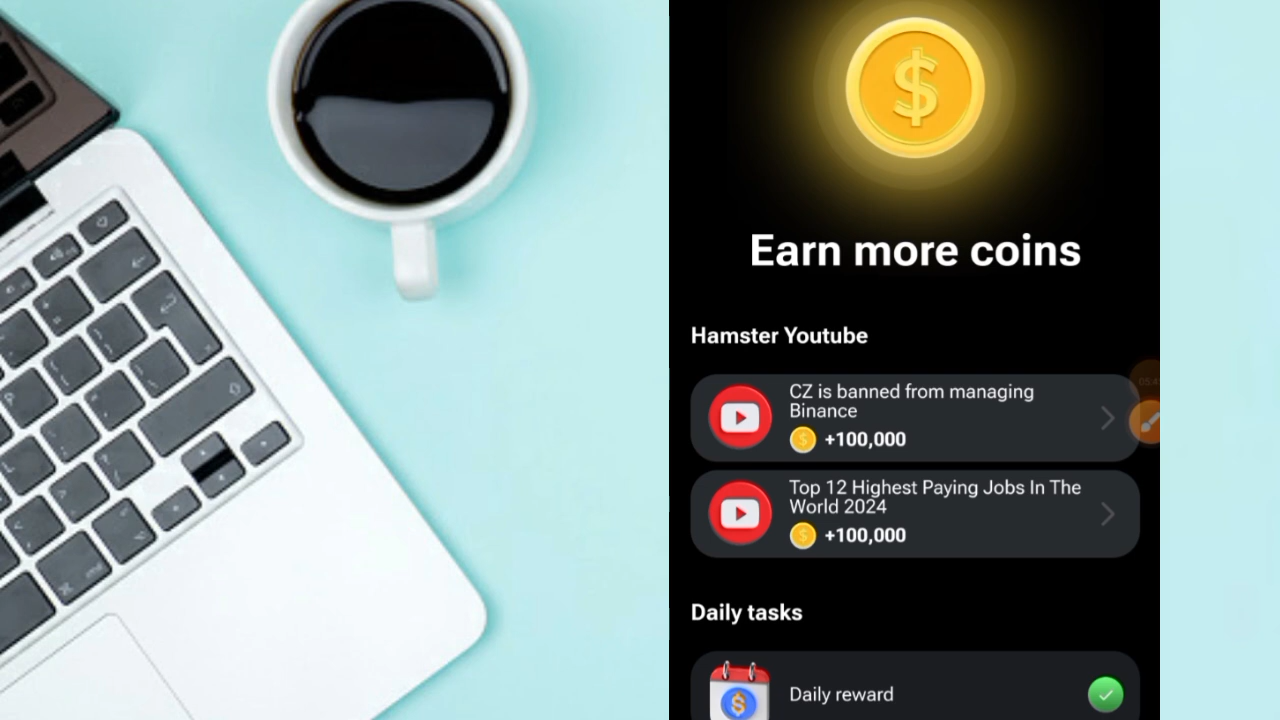 Earn more coins
Hamster Youtube
CZ is banned from managing
Binance
+100,000
Top 12 Highest Paying Jobs In The
World 2024
+100,000
Daily tasks
Daily reward